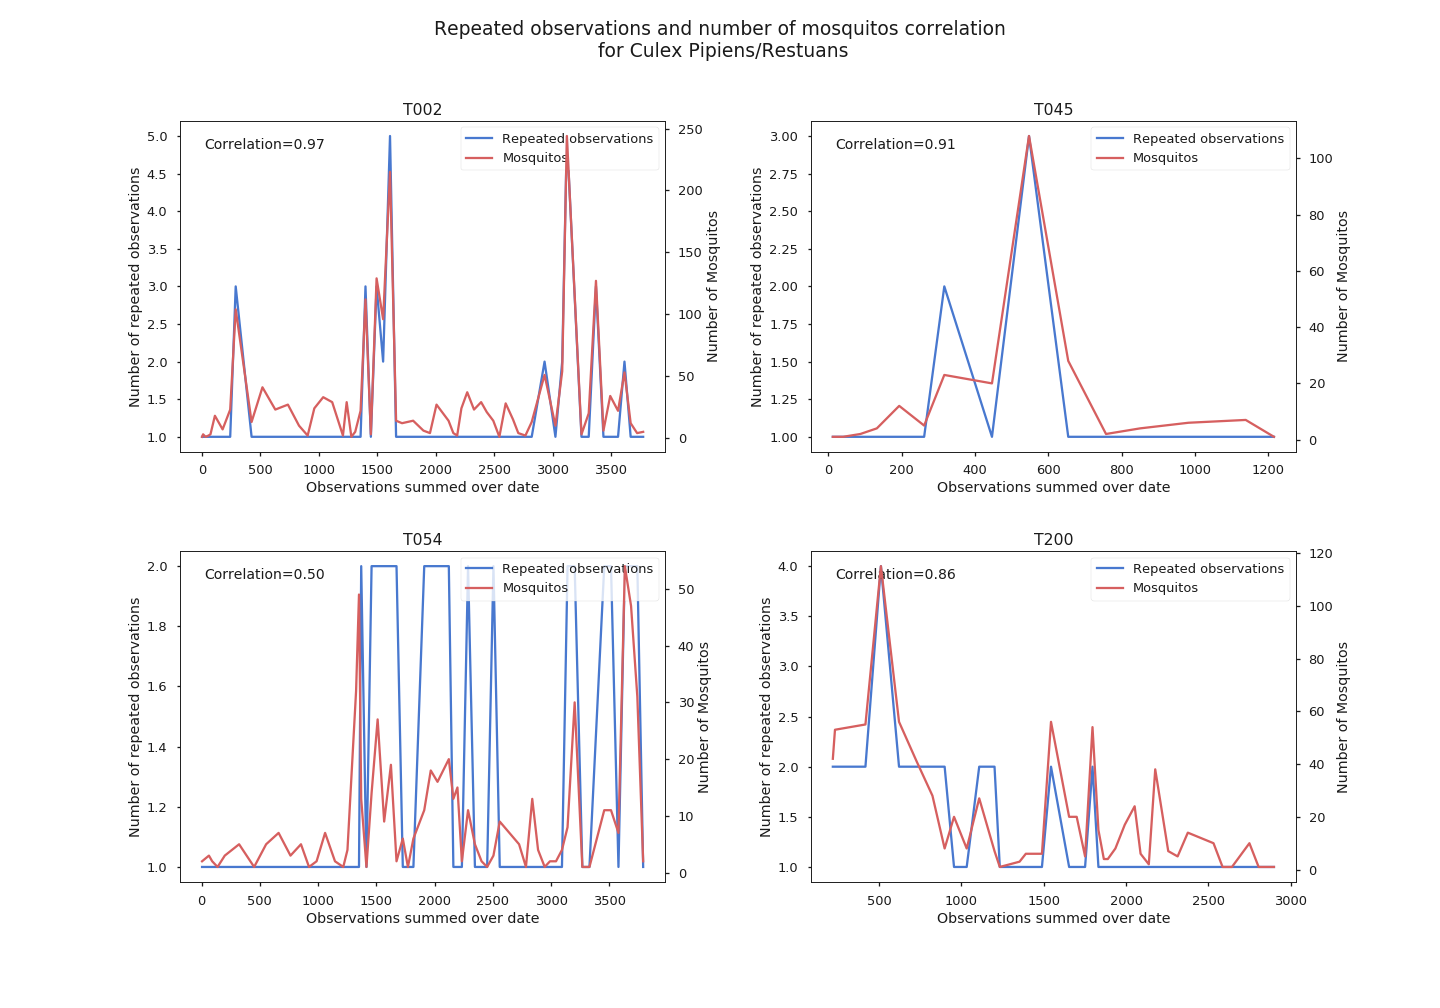 Repeated observations and number of mosquitos correlation
for Culex Pipiens/Restuans
T002
Correlation=0.97
Repeated observations
Mosquitos
Number of repeated observations
5.0
4.5
4.0
3.5
3.0
2.5
2.0
1.5
1.0
250
200
150
100
50
0
Number of Mosquitos
0 500 1000 1500 2000 2500 3000 3500
Observations summed over date
T045
Correlation=0.91
Repeated observations
Mosquitos
Number of repeated observations
3.00
2.75
2.50
2.25
2.00
1.75
1.50
1.25
1.00
100
80
60
40
20
0
Number of Mosquitos
0 200 400 600 800 1000 1200
Observations summed over date
T054
Correlation=0.50
Repeated observations
Mosquitos
Number of repeated observations
2.0
1.8
1.6
1.4
1.2
1.0
50
40
30
20
10
0
Number of Mosquitos
0 500 1000 1500 2000 2500 3000 3500
Observations summed over date
T200
Correlation=0.86
Repeated observations
Mosquitos
Number of repeated observations
4.0
3.5
3.0
2.5
2.0
1.5
1.0
120
100
80
60
40
20
0
Number of Mosquitos
500 1000 1500 2000 2500 3000
Observations summed over date